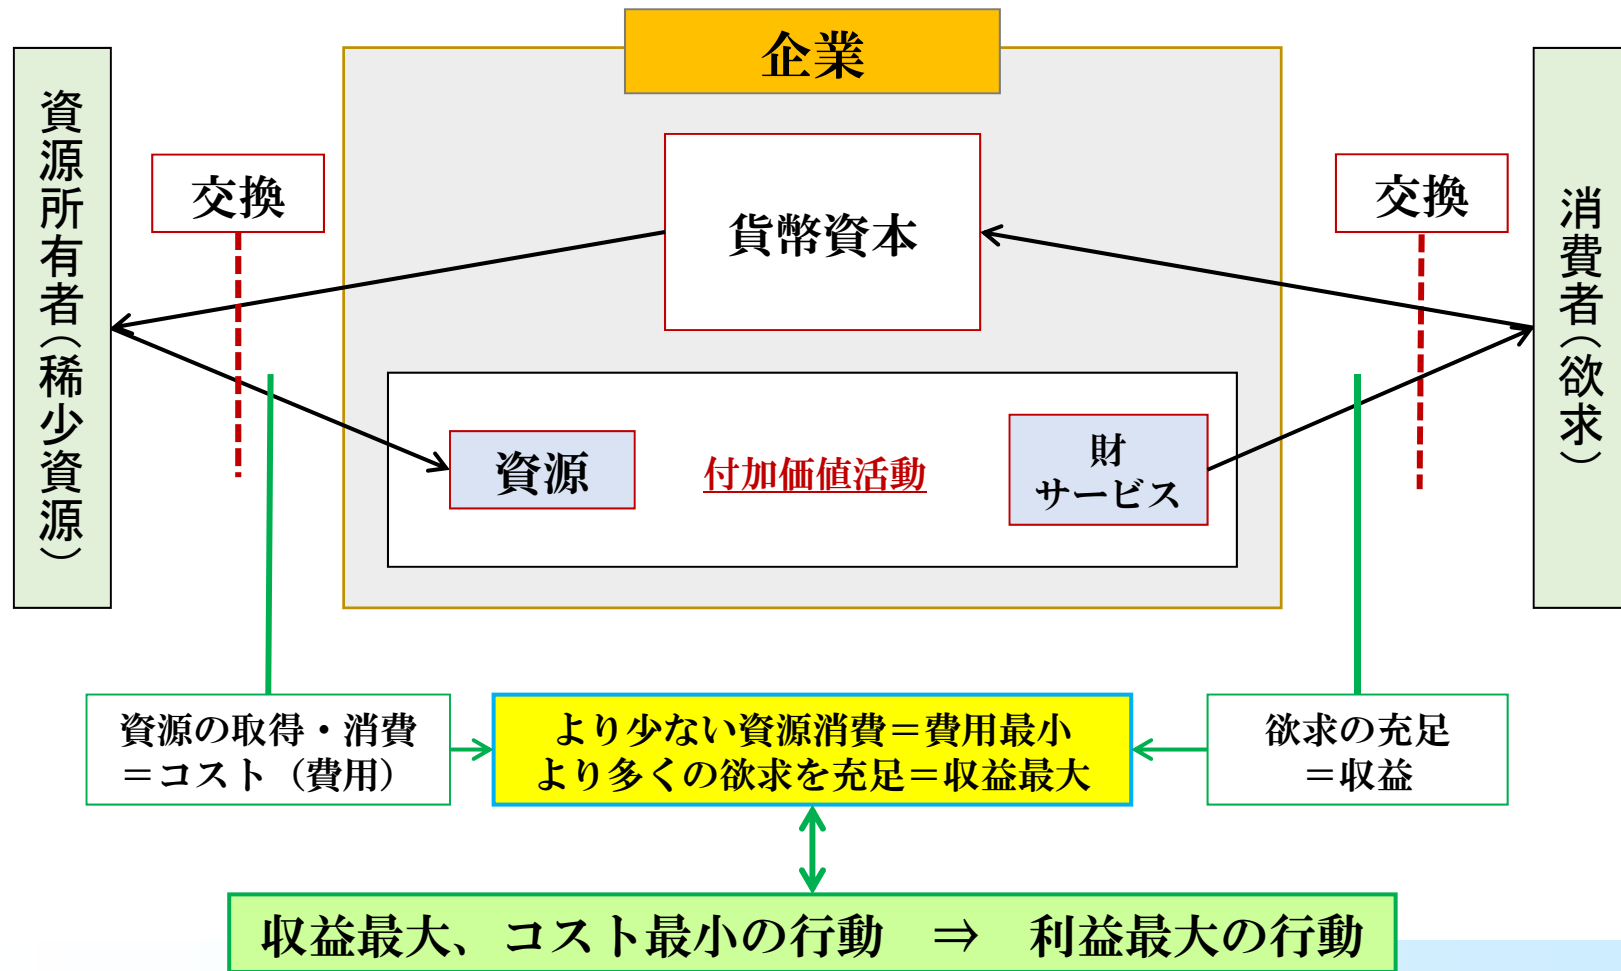 企業
資源所有者（稀少資源）
交換
貨幣資本
交換
消費者（欲求）
資源
付加価値活動
財
サービス
資源の取得・消費
＝コスト（費用）
より少ない資源消費＝費用最小
より多くの欲求を充足＝収益最大
欲求の充足
＝収益
収益最大、コスト最小の行動　⇒　利益最大の行動